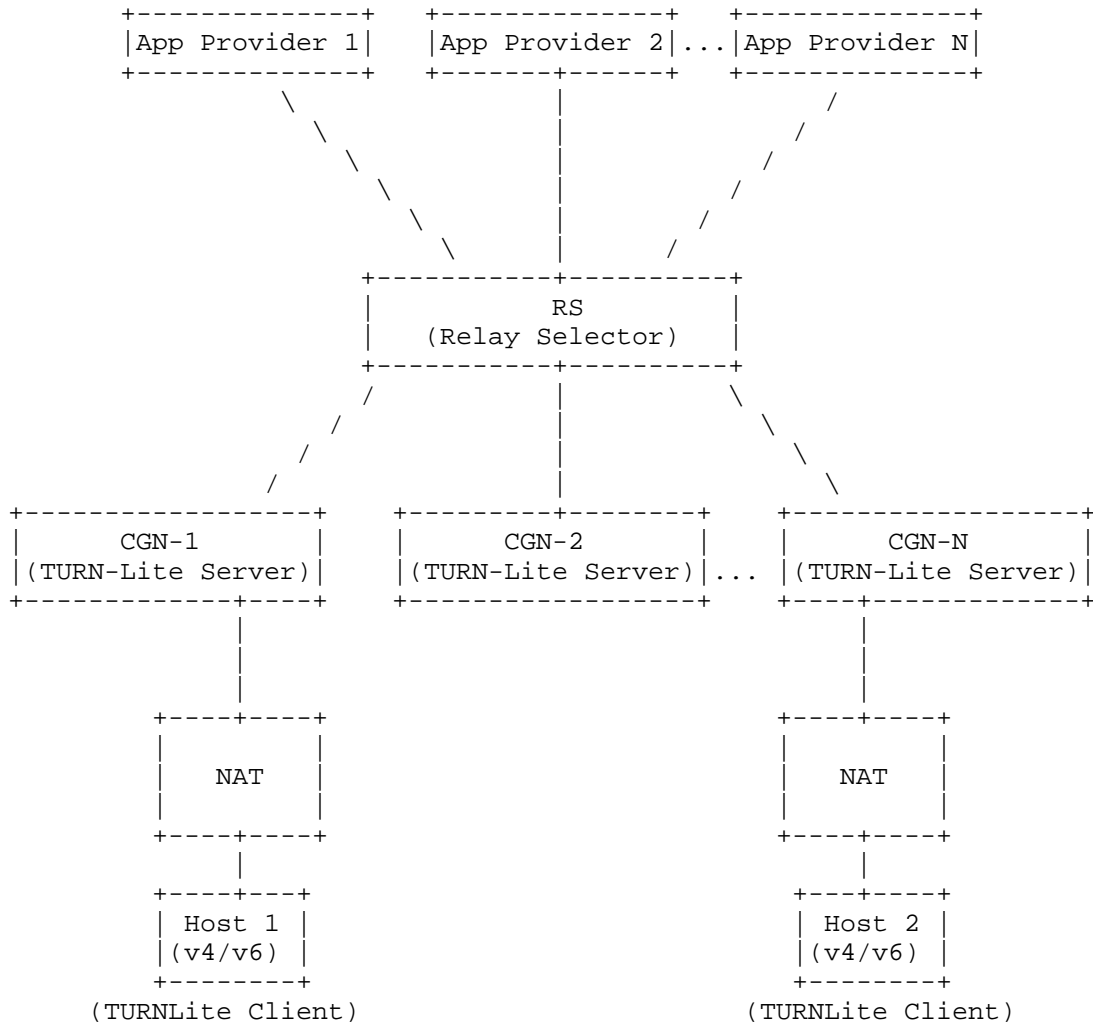 App Provider 1 App Provider 2 ... App Provider N
RS
(Relay Selector)
CGN-1 CGN-2 CGN-N
(TURN-Lite Server) (TURN-Lite Server) ... (TURN-Lite Server)
NAT NAT
Host 1 Host 2
(v4/v6) (v4/v6)
(TURNLite Client) (TURNLite Client)